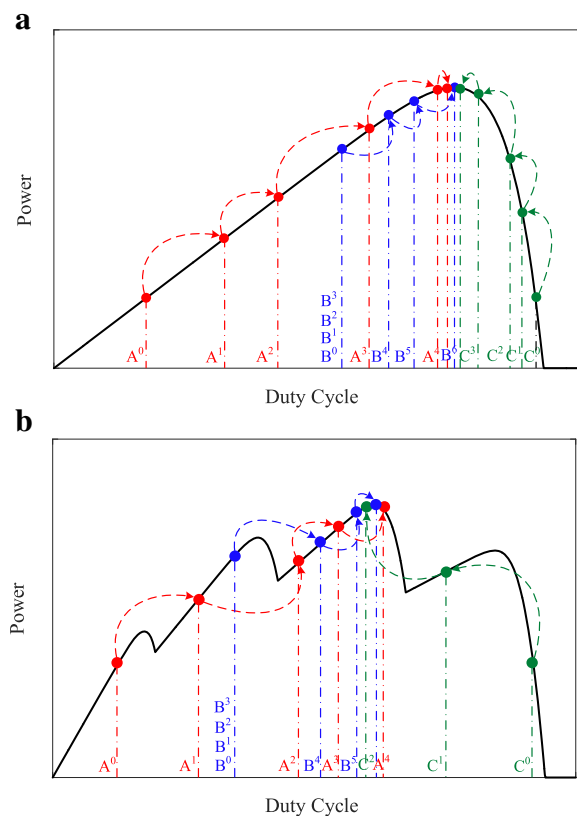 a
Power
B³
B²
B¹
A⁰ A¹ A² B⁰ A³ B⁴ B⁵ A⁴ B⁶ C³ C² C¹ C⁰
Duty Cycle
b
Power
B³
B²
B¹
A⁰ A¹ B⁰ A² B⁴ A³ B⁵ C² A⁴ C¹ C⁰
Duty Cycle